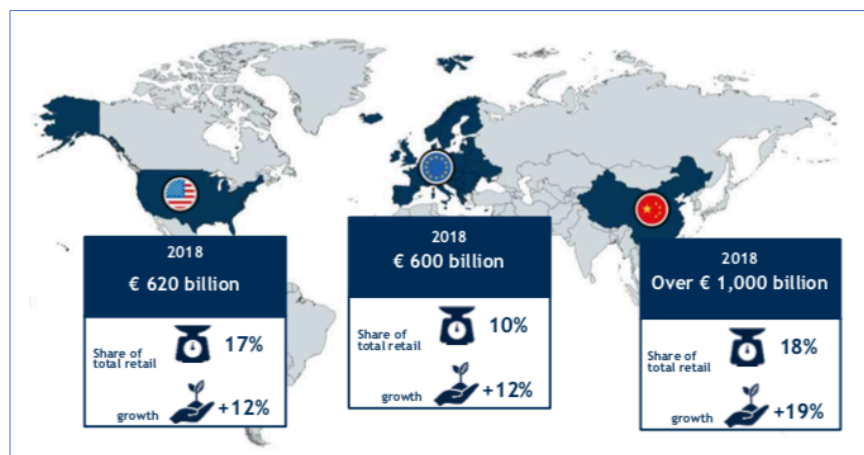 2018
€ 620 billion
Share of
total retail
17%
growth
+12%
2018
€ 600 billion
Share of
total retail
10%
growth
+12%
2018
Over € 1,000 billion
Share of
total retail
18%
growth
+19%